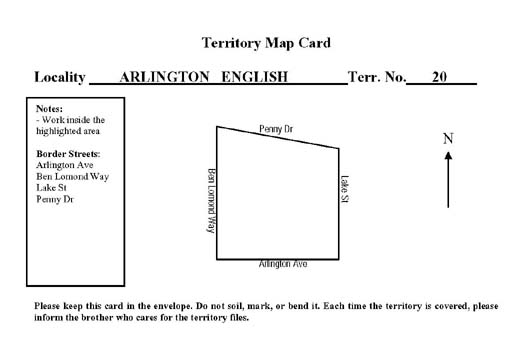 Territory Map Card
Locality ARLINGTON ENGLISH Terr. No. 20
Notes:
- Work inside the
highlighted area
Border Streets:
Arlington Ave
Ben Lomond Way
Lake St
Penny Dr
Penny Dr
Ben Lomond Way
Lake St
Arlington Ave
N
Please keep this card in the envelope. Do not soil, mark, or bend it. Each time the territory is covered, please
inform the brother who cares for the territory files.